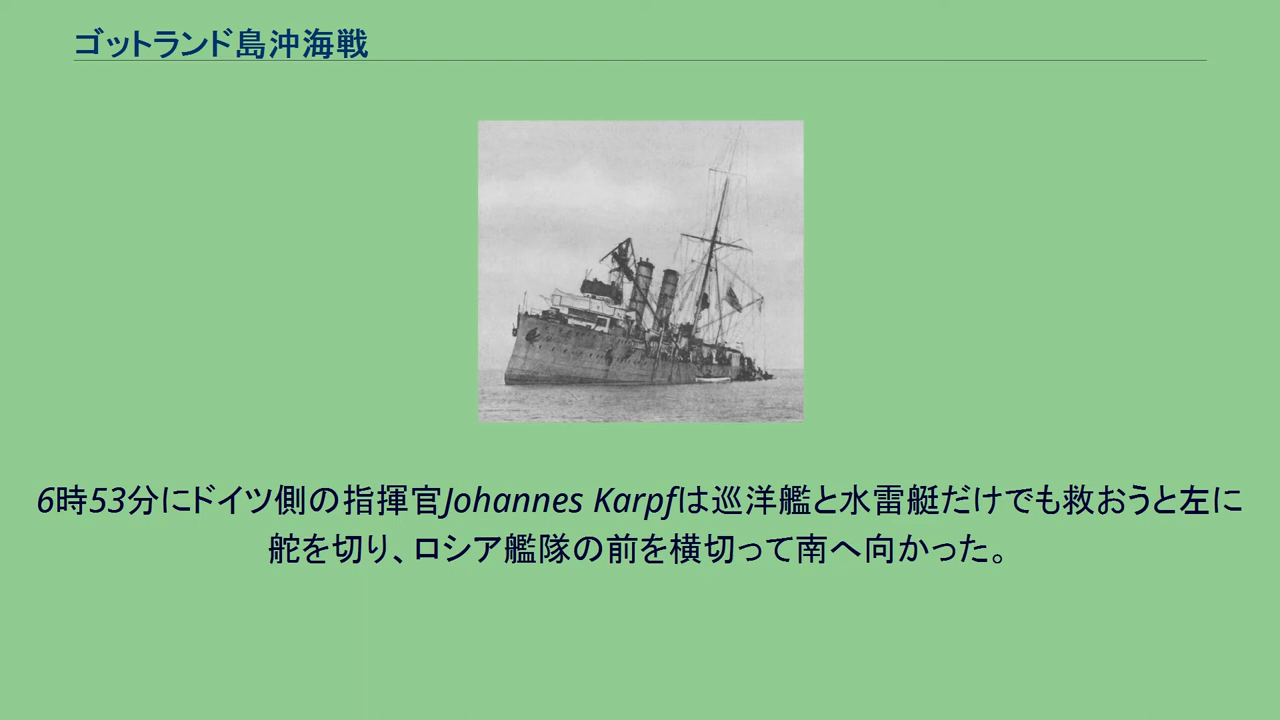 ゴットランド島沖海戦
6時53分にドイツ側の指揮官Johannes Karpfは巡洋艦と水雷艇だけでも救おうと左に
舵を切り、ロシア艦隊の前を横切って南へ向かった。